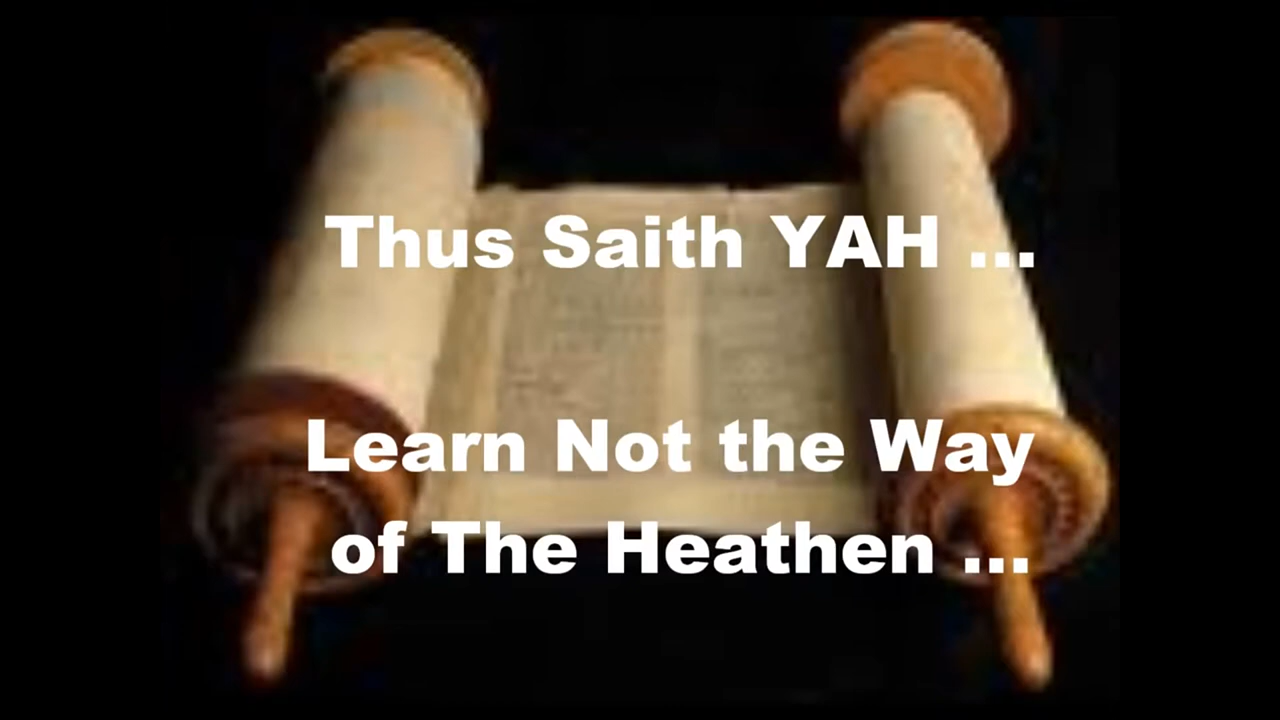 Thus Saith YAH ...
Learn Not the Way
of The Heathen ...